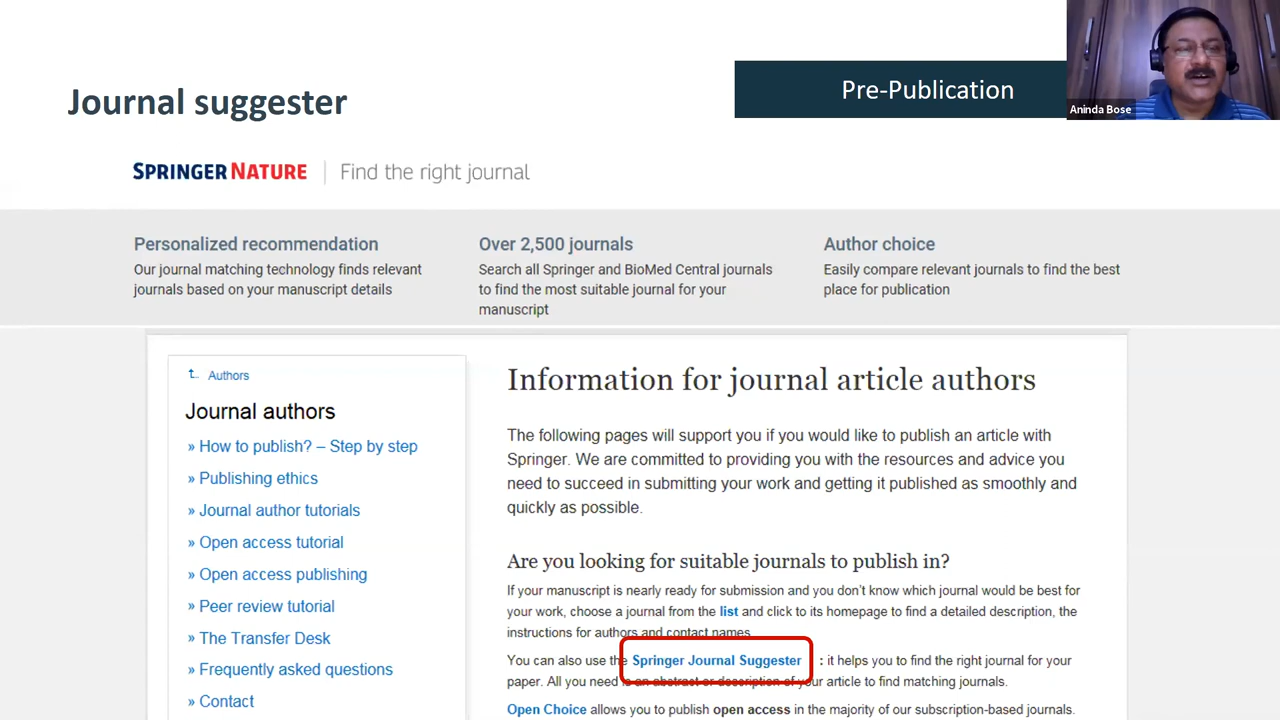 Journal suggester
Pre-Publication
Aninda Bose
SPRINGER NATURE
Find the right journal
Personalized recommendation
Our journal matching technology finds relevant
journals based on your manuscript details
Over 2,500 journals
Search all Springer and BioMed Central journals
to find the most suitable journal for your
manuscript
Author choice
Easily compare relevant journals to find the best
place for publication
Authors
Journal authors
» How to publish? – Step by step
» Publishing ethics
» Journal author tutorials
» Open access tutorial
» Open access publishing
» Peer review tutorial
» The Transfer Desk
» Frequently asked questions
» Contact
Information for journal article authors
The following pages will support you if you would like to publish an article with
Springer. We are committed to providing you with the resources and advice you
need to succeed in submitting your work and getting it published as smoothly and
quickly as possible.
Are you looking for suitable journals to publish in?
If your manuscript is nearly ready for submission and you don’t know which journal would be best for
your work, choose a journal from the list and click to its homepage to find a detailed description, the
instructions for authors and contact names.
You can also use the Springer Journal Suggester : it helps you to find the right journal for your
paper. All you need is an abstract or description of your article to find matching journals.
Open Choice allows you to publish open access in the majority of our subscription-based journals.